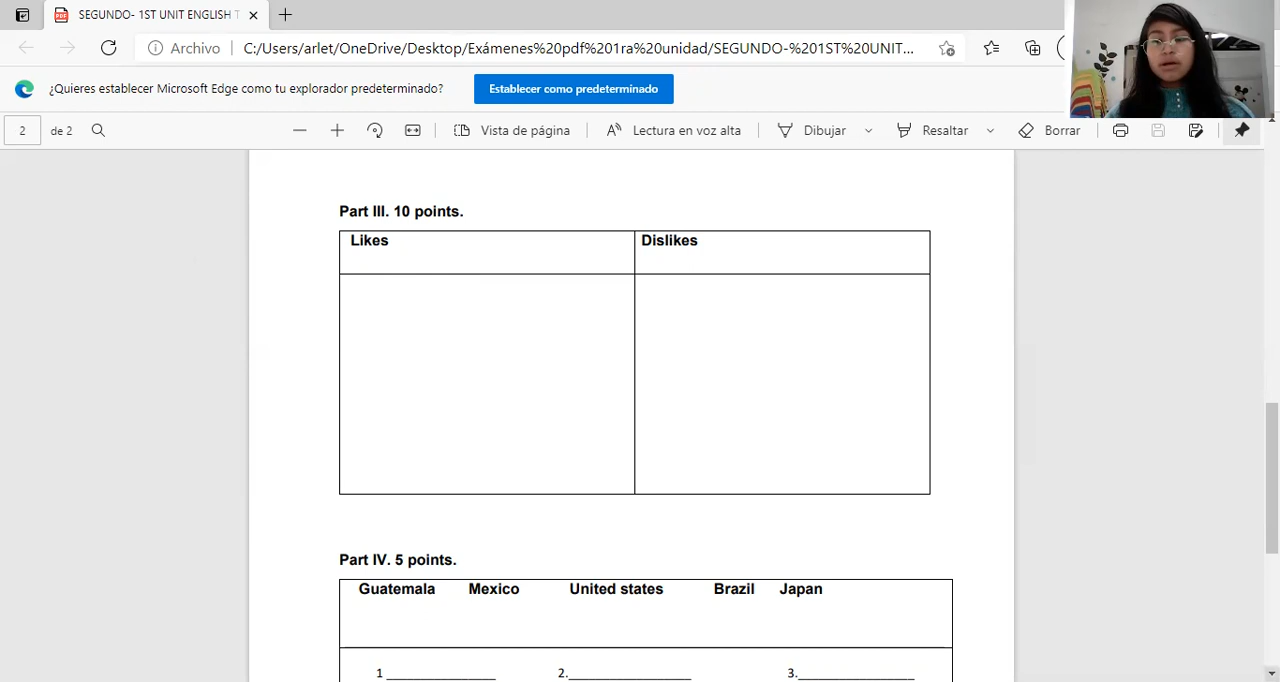 SEGUNDO- 1ST UNIT ENGLISH T
Archivo C:/Users/arlet/OneDrive/Desktop/Exámenes%20pdf%201ra%20unidad/SEGUNDO-%201ST%20UNIT...
¿Quieres establecer Microsoft Edge como tu explorador predeterminado? Establecer como predeterminado
2 de 2 Vista de página Lectura en voz alta Dibujar Resaltar Borrar
Part III. 10 points.
Likes Dislikes
Part IV. 5 points.
Guatemala Mexico United states Brazil Japan
1 _______________ 2._________________ 3.________________